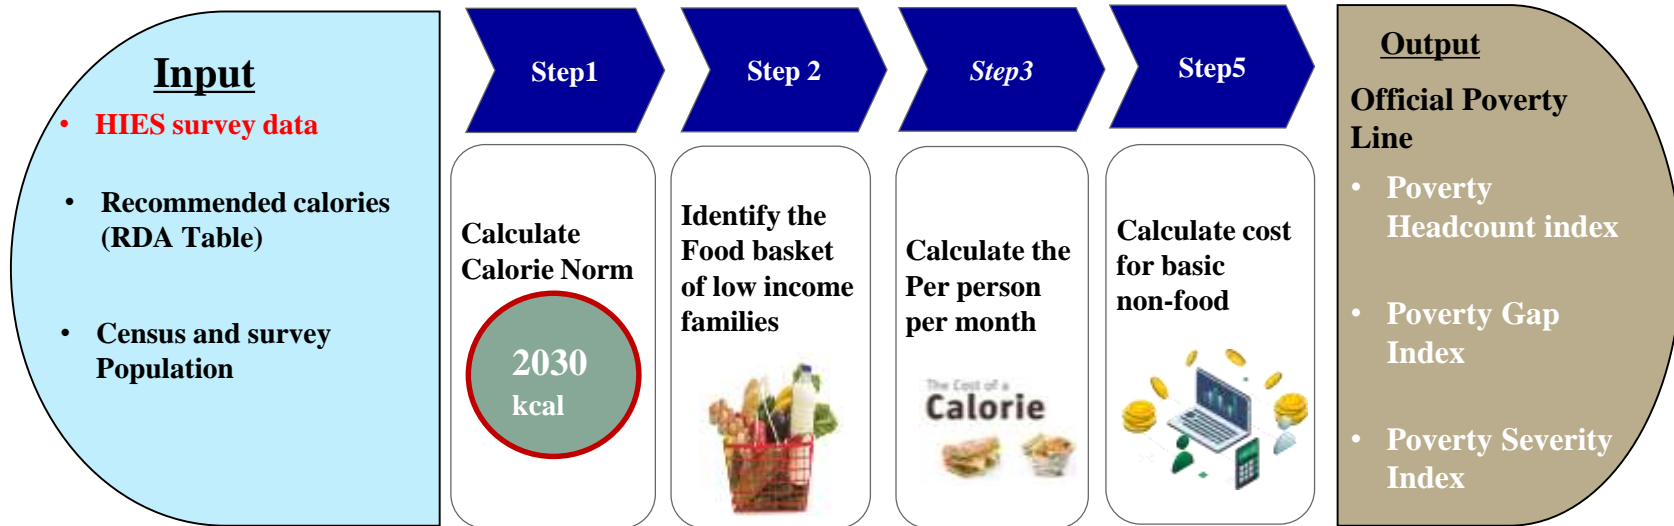 Input
• HIES survey data
• Recommended calories
(RDA Table)
• Census and survey
Population
Step1
Calculate
Calorie Norm
2030
kcal
Step 2
Identify the
Food basket
of low income
families
Step3
Calculate the
Per person
per month
The Cost of a
Calorie
Step5
Calculate cost
for basic
non-food
Output
Official Poverty
Line
• Poverty
Headcount index
• Poverty Gap
Index
• Poverty Severity
Index